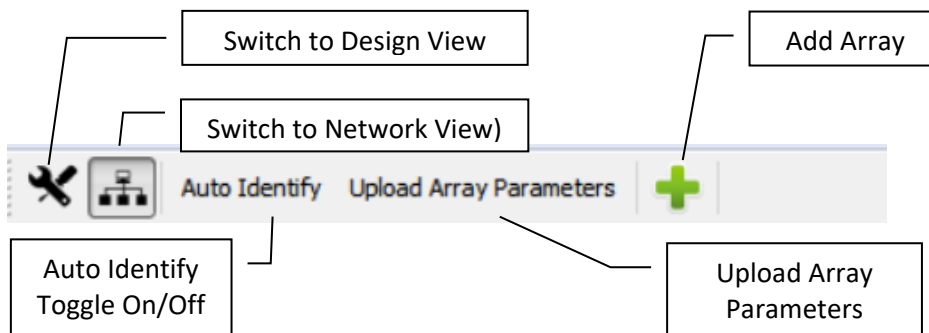 Switch to Design View
Add Array
Switch to Network View)
Auto Identify
Upload Array Parameters
Auto Identify
Toggle On/Off
Upload Array
Parameters